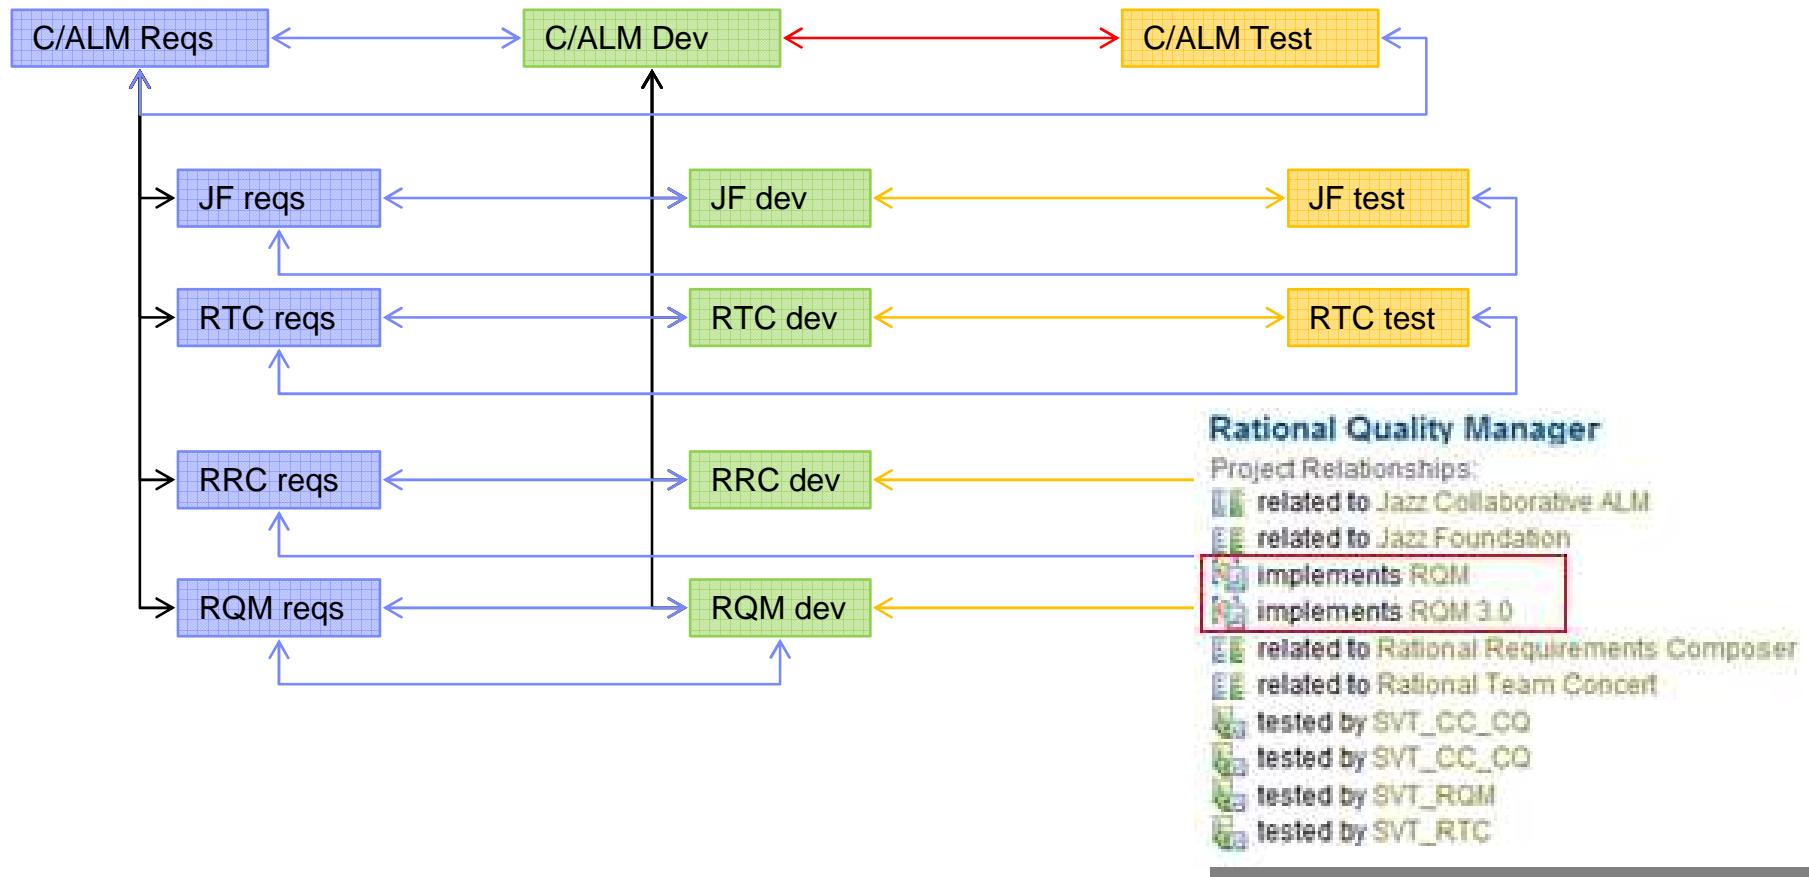 C/ALM Reqs
C/ALM Dev
C/ALM Test
JF reqs
JF dev
JF test
RTC reqs
RTC dev
RTC test
RRC reqs
RRC dev
RQM reqs
RQM dev
Rational Quality Manager
Project Relationships:
related to Jazz Collaborative ALM
related to Jazz Foundation
implements RQM
implements RQM 3.0
related to Rational Requirements Composer
related to Rational Team Concert
tested by SVT_CC_CQ
tested by SVT_CC_CQ
tested by SVT_RQM
tested by SVT_RTC